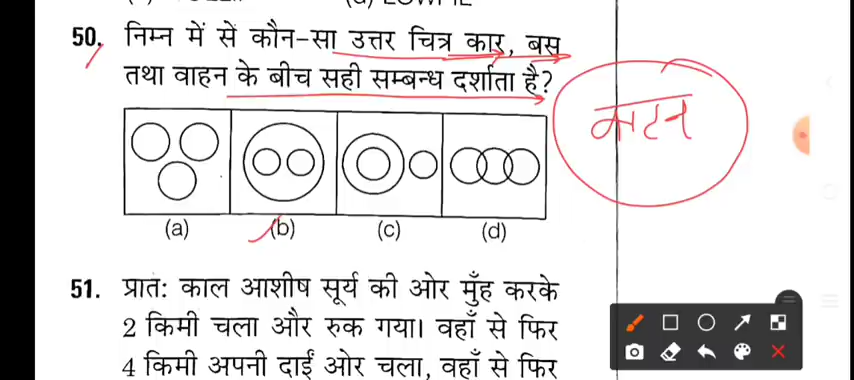 50. निम्न में से कौन-सा उत्तर चित्र कार, बस
तथा वाहन के बीच सही सम्बन्ध दर्शाता है?
(a) (b) (c) (d)
51. प्रात: काल आशीष सूर्य की ओर मुँह करके
2 किमी चला और रुक गया। वहाँ से फिर
4 किमी अपनी दाईं ओर चला, वहाँ से फिर